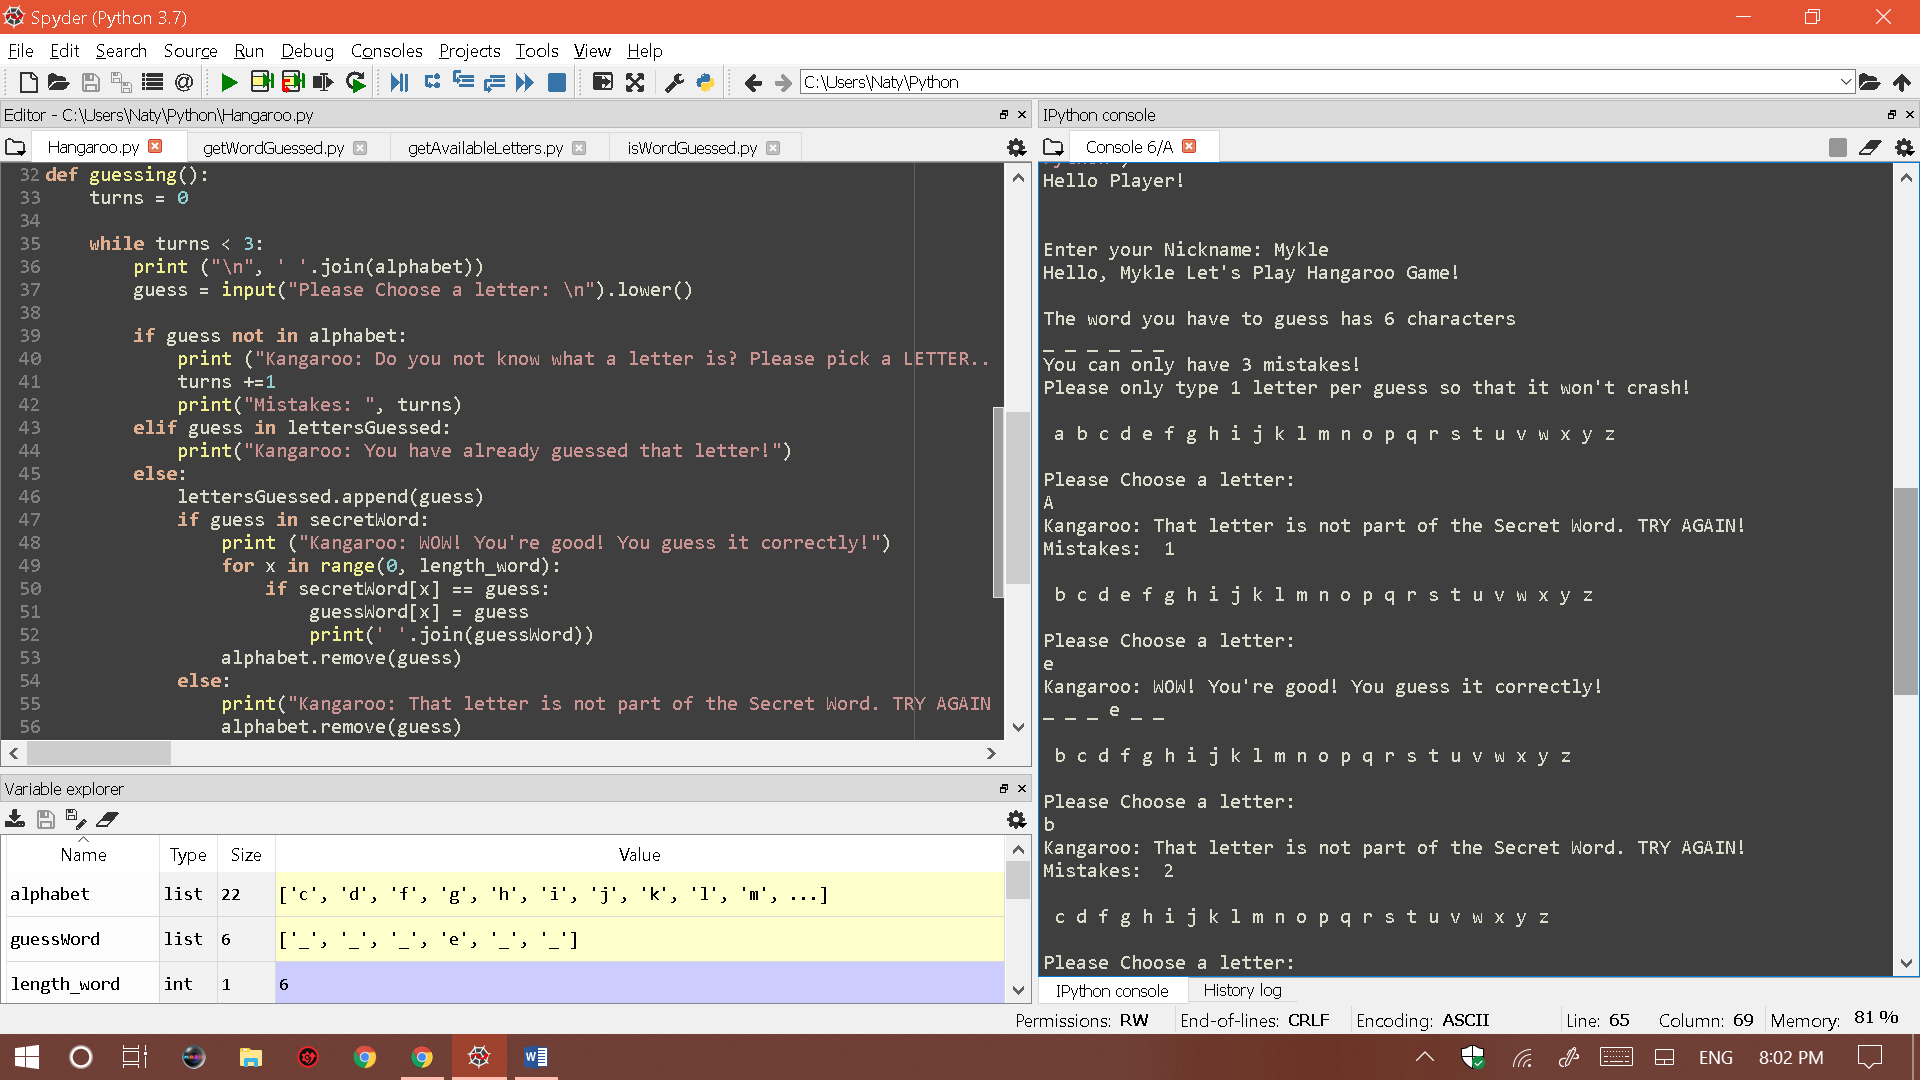 Spyder (Python 3.7)
File Edit Search Source Run Debug Consoles Projects Tools View Help
C:\Users\Naty\Python
Editor - C:\Users\Naty\Python\Hangaroo.py
Hangaroo.py getWordGuessed.py getAvailableLetters.py isWordGuessed.py
32 def guessing():
33     turns = 0
34
35     while turns < 3:
36         print ("\n", ' '.join(alphabet))
37         guess = input("Please Choose a letter: \n").lower()
38
39         if guess not in alphabet:
40             print ("Kangaroo: Do you not know what a letter is? Please pick a LETTER..
41             turns +=1
42             print("Mistakes: ", turns)
43         elif guess in lettersGuessed:
44             print("Kangaroo: You have already guessed that letter!")
45         else:
46             lettersGuessed.append(guess)
47             if guess in secretWord:
48                 print ("Kangaroo: WOW! You're good! You guess it correctly!")
49                 for x in range(0, length_word):
50                     if secretWord[x] == guess:
51                         guessWord[x] = guess
52                         print(' '.join(guessWord))
53                 alphabet.remove(guess)
54             else:
55                 print("Kangaroo: That letter is not part of the Secret Word. TRY AGAIN
56                 alphabet.remove(guess)
Variable explorer
Name Type Size Value
alphabet list 22 ['c', 'd', 'f', 'g', 'h', 'i', 'j', 'k', 'l', 'm', ...]
guessWord list 6 ['_', '_', '_', 'e', '_', '_']
length_word int 1 6
IPython console
Console 6/A
Hello Player!
Enter your Nickname: Mykle
Hello, Mykle Let's Play Hangaroo Game!
The word you have to guess has 6 characters
_ _ _ _ _ _
You can only have 3 mistakes!
Please only type 1 letter per guess so that it won't crash!
a b c d e f g h i j k l m n o p q r s t u v w x y z
Please Choose a letter:
A
Kangaroo: That letter is not part of the Secret Word. TRY AGAIN!
Mistakes:  1
b c d e f g h i j k l m n o p q r s t u v w x y z
Please Choose a letter:
e
Kangaroo: WOW! You're good! You guess it correctly!
_ _ _ e _ _
b c d f g h i j k l m n o p q r s t u v w x y z
Please Choose a letter:
b
Kangaroo: That letter is not part of the Secret Word. TRY AGAIN!
Mistakes:  2
c d f g h i j k l m n o p q r s t u v w x y z
Please Choose a letter:
IPython console History log
Permissions: RW End-of-lines: CRLF Encoding: ASCII Line: 65 Column: 69 Memory: 81 %
ENG 8:02 PM